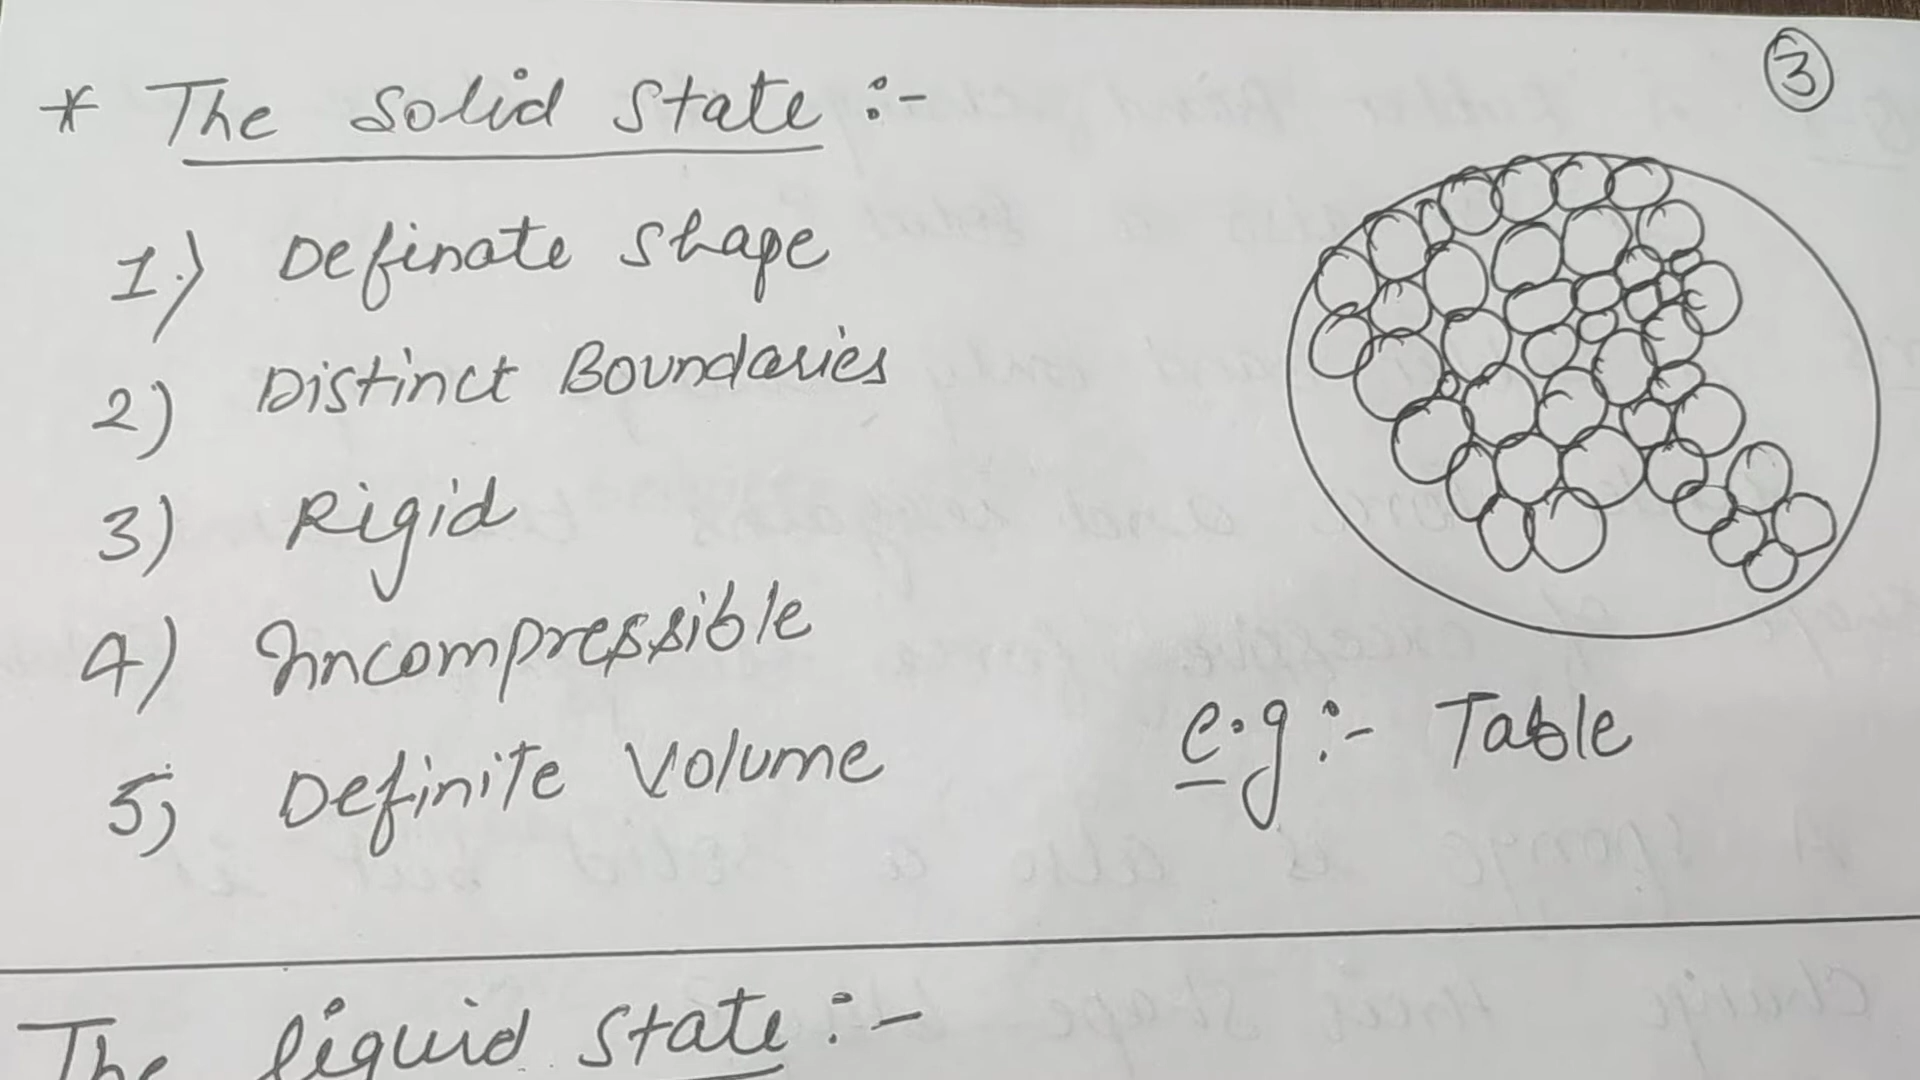 ③
* The Solid State :-
1.) Definate Shape
2) Distinct Boundaries
3) Rigid
4) Incompressible
5) Definite Volume
e.g :- Table
The liquid state :-